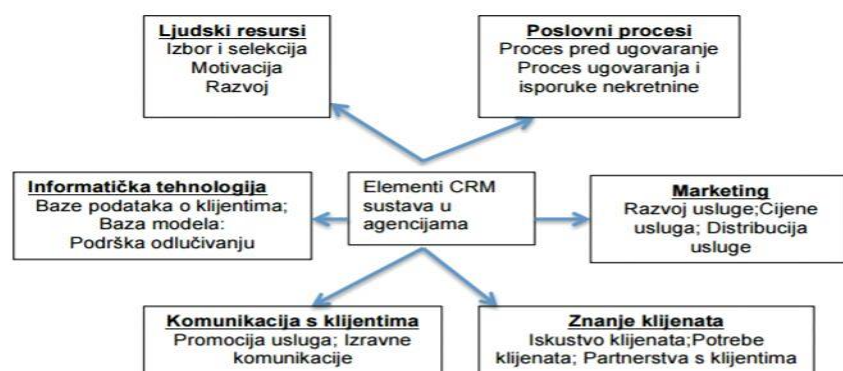 Ljudski resursi
Izbor i selekcija
Motivacija
Razvoj
Poslovni procesi
Proces pred ugovaranje
Proces ugovaranja i
isporuke nekretnine
Informatička tehnologija
Baze podataka o klijentima;
Baza modela:
Podrška odlučivanju
Elementi CRM
sustava u
agencijama
Marketing
Razvoj usluge;Cijene
usluga; Distribucija
usluge
Komunikacija s klijentima
Promocija usluga; Izravne
komunikacije
Znanje klijenata
Iskustvo klijenata;Potrebe
klijenata; Partnerstva s klijentima